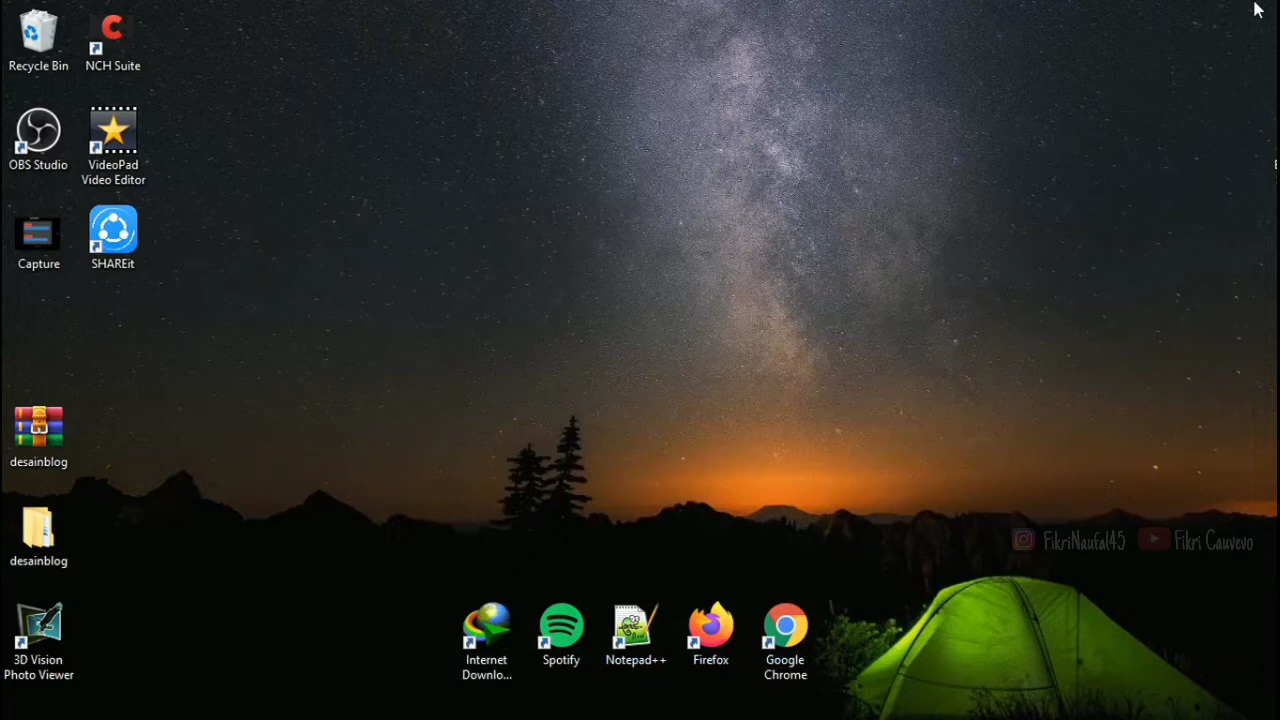 Recycle Bin
NCH Suite
OBS Studio
VideoPad
Video Editor
Capture
SHAREit
desainblog
desainblog
3D Vision
Photo Viewer
Internet
Downlo...
Spotify
Notepad++
Firefox
Google
Chrome
FikriNaufal45
Fikri Cauvevo